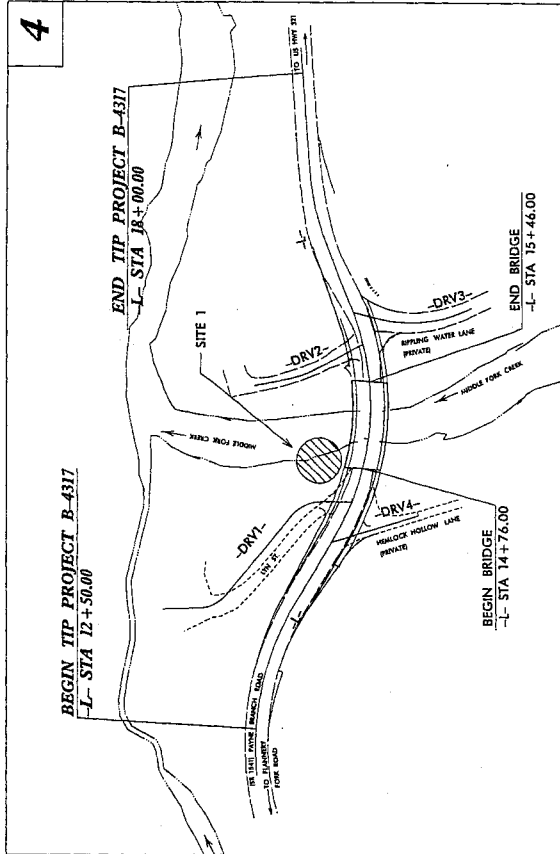 4
BEGIN TIP PROJECT B-4317
-L- STA 12+50.00
END TIP PROJECT B-4317
-L- STA 18+00.00
SITE 1
TO US HWY 321
-L-
-DRV2-
-DRV3-
RIPPLING WATER LANE
(PRIVATE)
MIDDLE FORK CREEK
MIDDLE FORK CREEK
-DRV1-
-DRV4-
HEMLOCK HOLLOW LANE
(PRIVATE)
-L-
(SR 1541) PAYNE BRANCH ROAD
TO FLANNERY
FORK ROAD
BEGIN BRIDGE
-L- STA 14+76.00
END BRIDGE
-L- STA 15+46.00